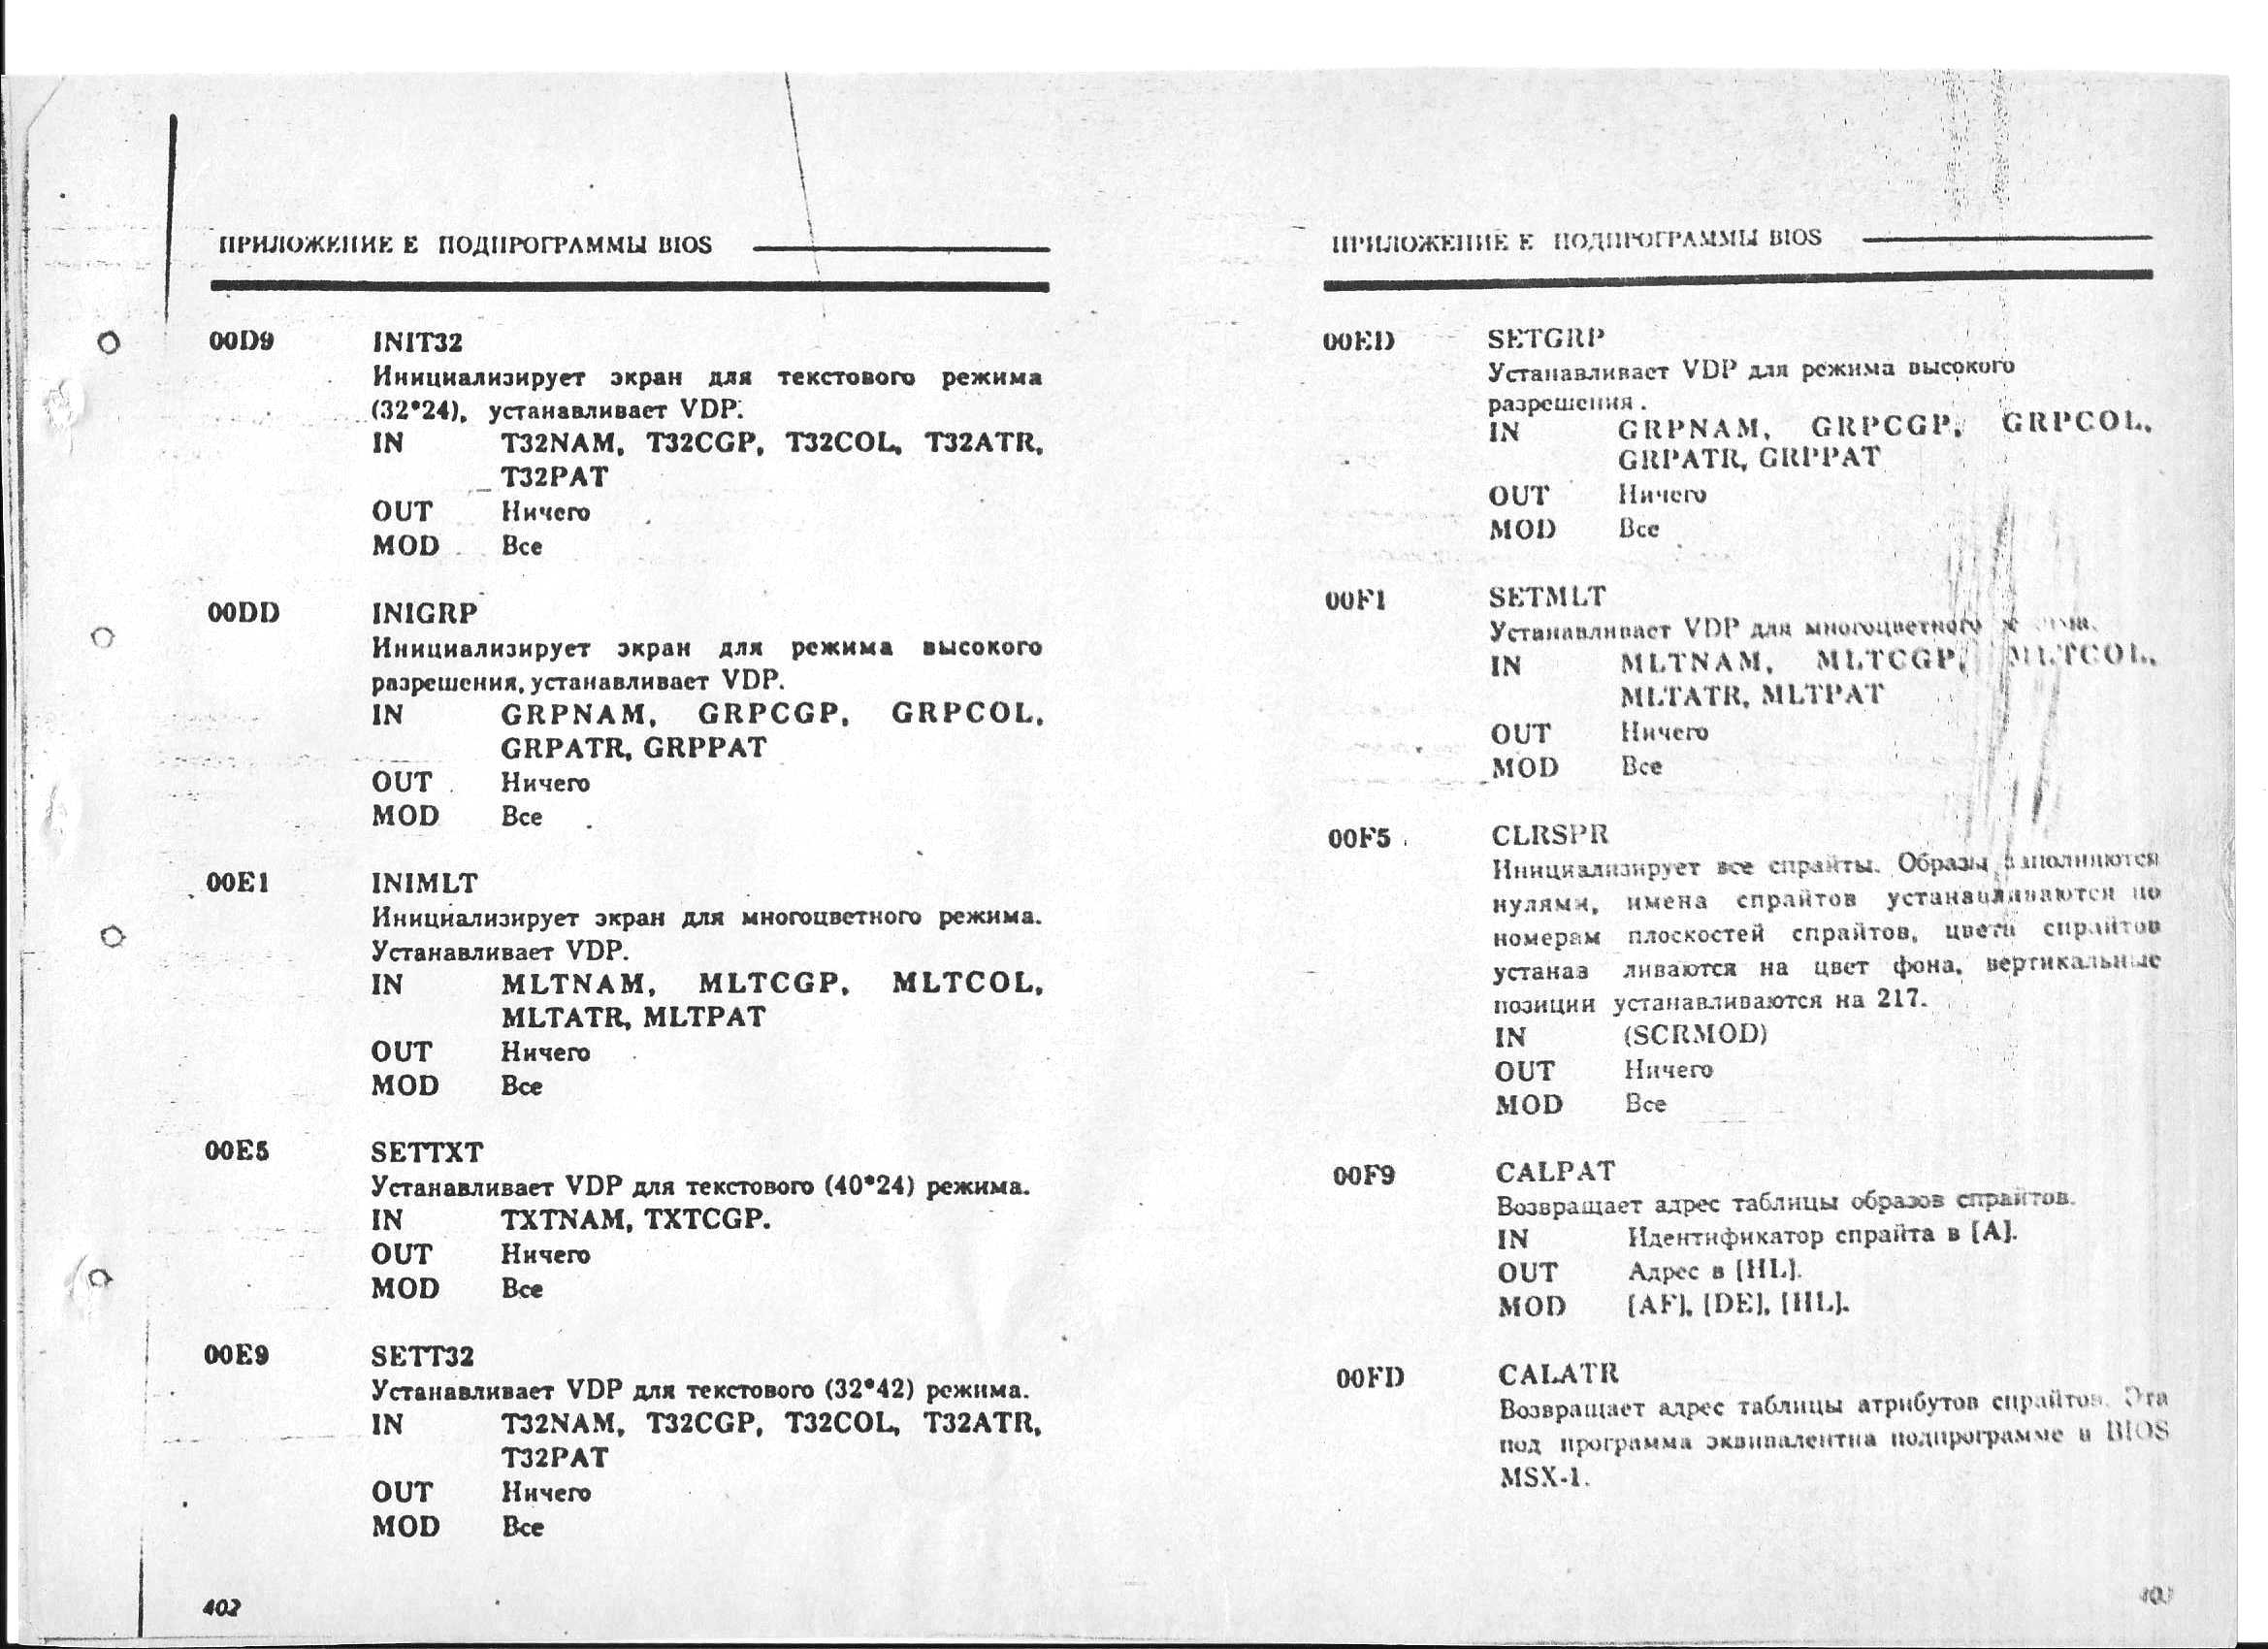 ПРИЛОЖЕНИЕ Е ПОДПРОГРАММЫ BIOS
00D9 INIT32
Инициализирует экран для текстового режима
(32*24), устанавливает VDP.
IN T32NAM, T32CGP, T32COL, T32ATR,
T32PAT
OUT Ничего
MOD Все
00DD INIGRP
Инициализирует экран для режима высокого
разрешения, устанавливает VDP.
IN GRPNAM, GRPCGP, GRPCOL,
GRPATR, GRPPAT
OUT Ничего
MOD Все
00E1 INIMLT
Инициализирует экран для многоцветного режима.
Устанавливает VDP.
IN MLTNAM, MLTCGP, MLTCOL,
MLTATR, MLTPAT
OUT Ничего
MOD Все
00E5 SETTXT
Устанавливает VDP для текстового (40*24) режима.
IN TXTNAM, TXTCGP.
OUT Ничего
MOD Все
00E9 SETT32
Устанавливает VDP для текстового (32*42) режима.
IN T32NAM, T32CGP, T32COL, T32ATR,
T32PAT
OUT Ничего
MOD Все
402
ПРИЛОЖЕНИЕ Е ПОДПРОГРАММЫ BIOS
00ED SETGRP
Устанавливает VDP для режима высокого
разрешения.
IN GRPNAM, GRPCGP, GRPCOL,
GRPATR, GRPPAT
OUT Ничего
MOD Все
00F1 SETMLT
Устанавливает VDP для многоцветного
IN MLTNAM, MLTCGP, MLTCOL,
MLTATR, MLTPAT
OUT Ничего
MOD Все
00F5 CLRSPR
Инициализирует все спрайты. Образы заполняются
нулями, имена спрайтов устанавливаются по
номерам плоскостей спрайтов, цвета спрайтов
устанав ливаются на цвет фона, вертикальные
позиции устанавливаются на 217.
IN (SCRMOD)
OUT Ничего
MOD Все
00F9 CALPAT
Возвращает адрес таблицы образов спрайтов.
IN Идентификатор спрайта в [A].
OUT Адрес в [HL].
MOD [AF], [DE], [HL].
00FD CALATR
Возвращает адрес таблицы атрибутов спрайтов. Эта
под программа эквивалентна подпрограмме в BIOS
MSX-1.